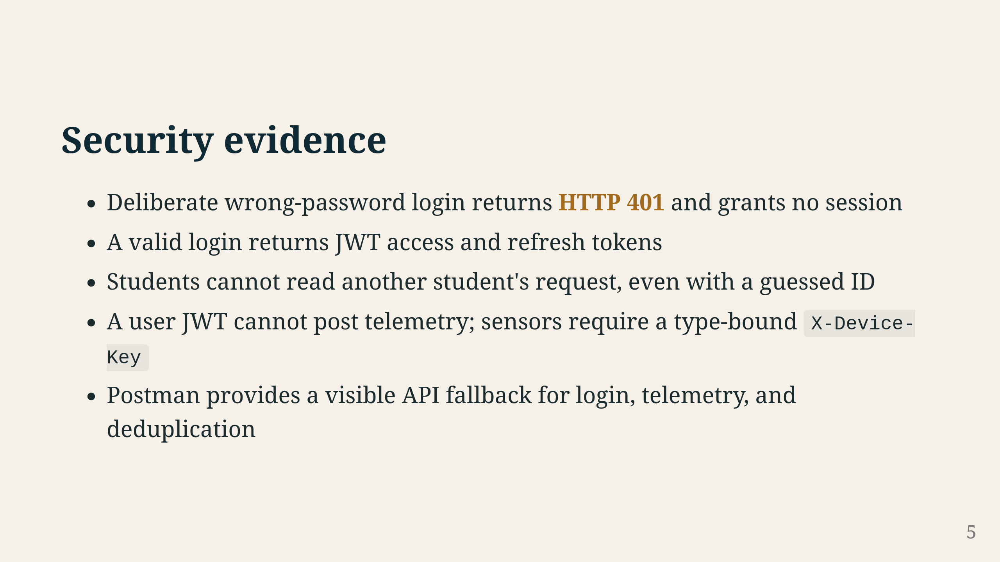 Security evidence
• Deliberate wrong-password login returns HTTP 401 and grants no session
• A valid login returns JWT access and refresh tokens
• Students cannot read another student's request, even with a guessed ID
• A user JWT cannot post telemetry; sensors require a type-bound X-Device-
Key
• Postman provides a visible API fallback for login, telemetry, and
deduplication
5